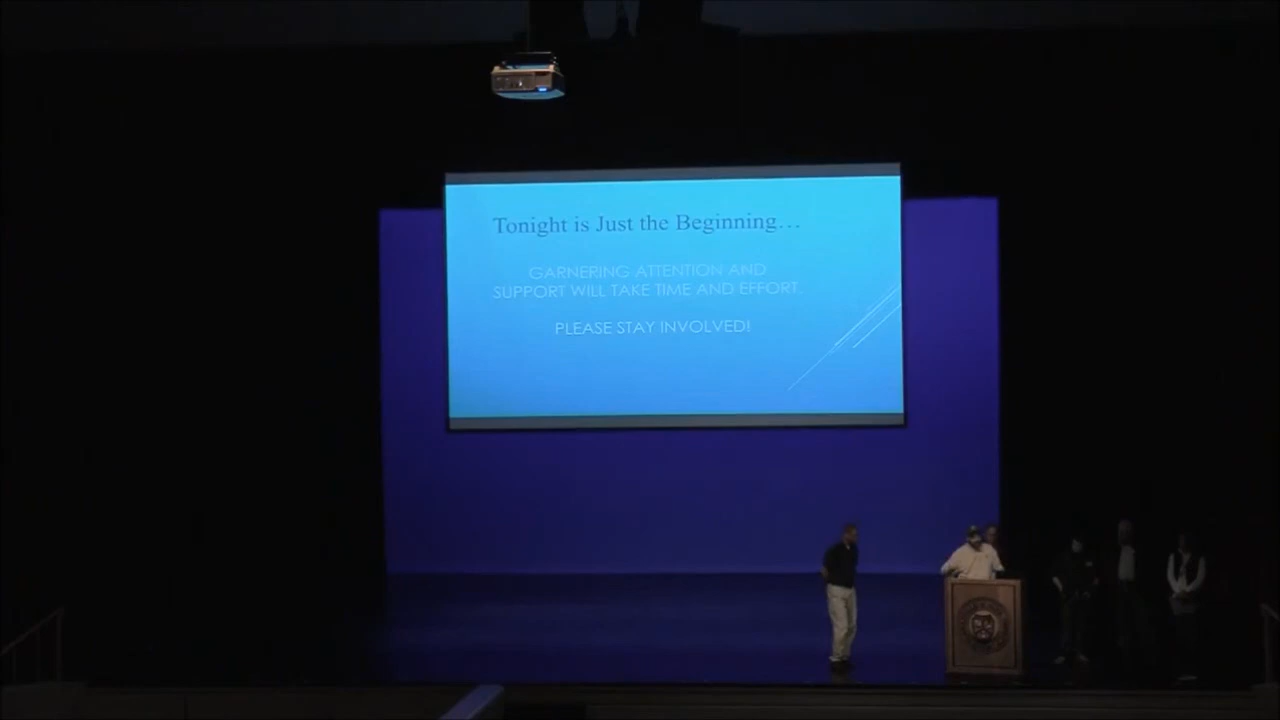 Tonight is Just the Beginning...
GARNERING ATTENTION AND
SUPPORT WILL TAKE TIME AND EFFORT.
PLEASE STAY INVOLVED!